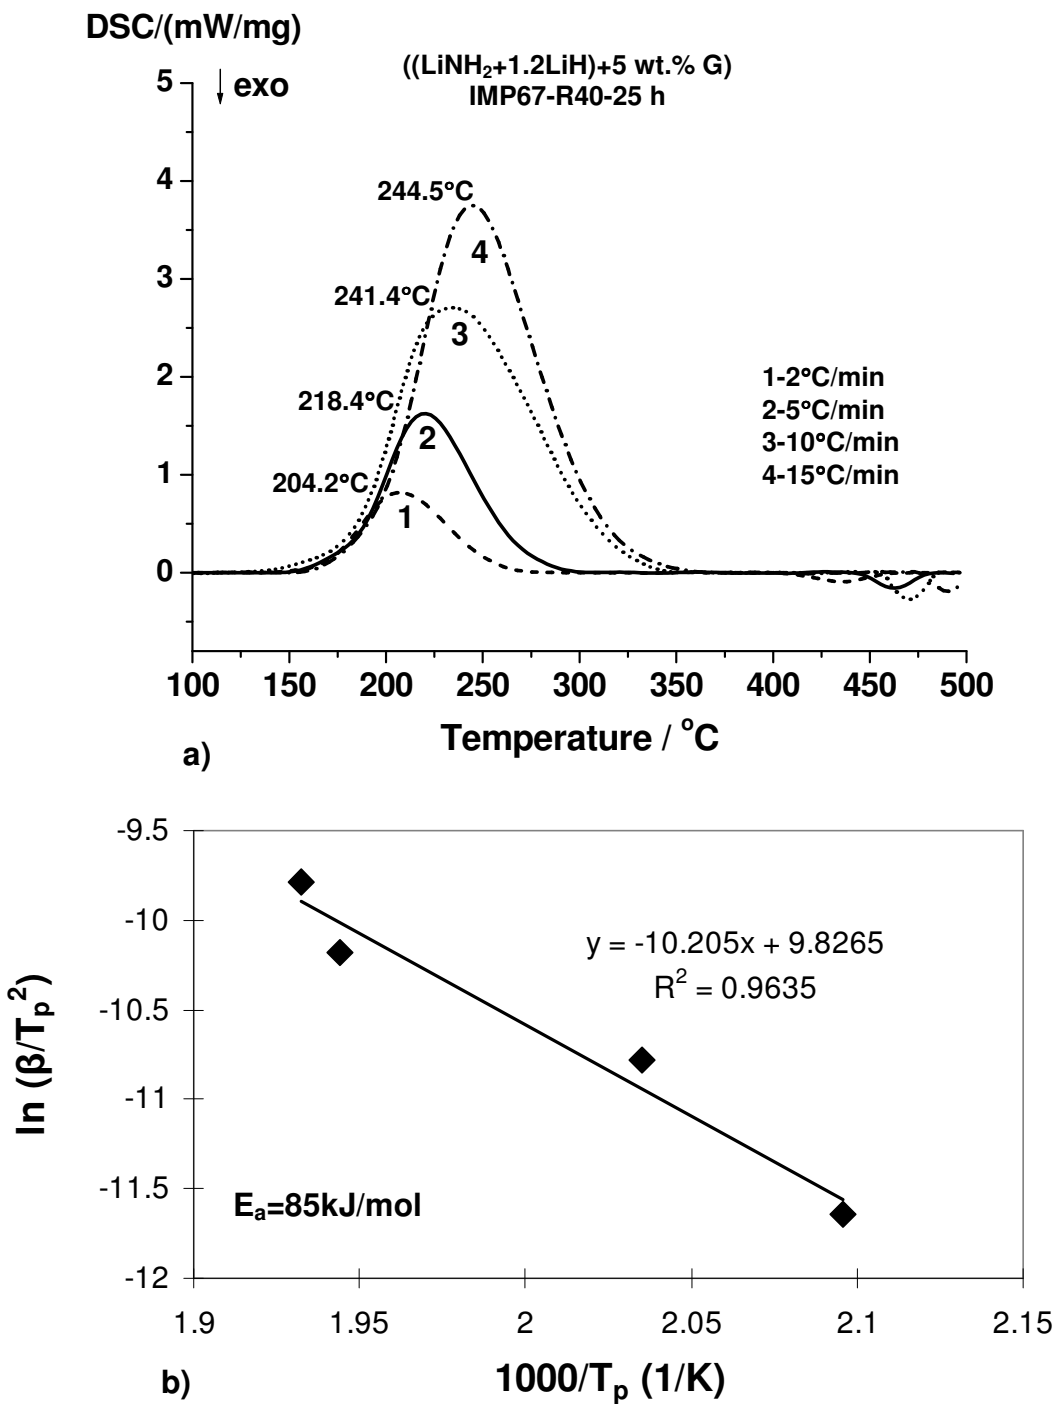 DSC/(mW/mg)
((LiNH₂+1.2LiH)+5 wt.% G)
IMP67-R40-25 h
↓ exo
5
4
3
2
1
0
244.5°C
4
241.4°C
3
218.4°C
2
204.2°C
1
1-2°C/min
2-5°C/min
3-10°C/min
4-15°C/min
100 150 200 250 300 350 400 450 500
Temperature / °C
a)
-9.5
-10
-10.5
-11
-11.5
-12
ln (β/Tₚ²)
y = -10.205x + 9.8265
R² = 0.9635
Eₐ=85kJ/mol
1.9 1.95 2 2.05 2.1 2.15
1000/Tₚ (1/K)
b)